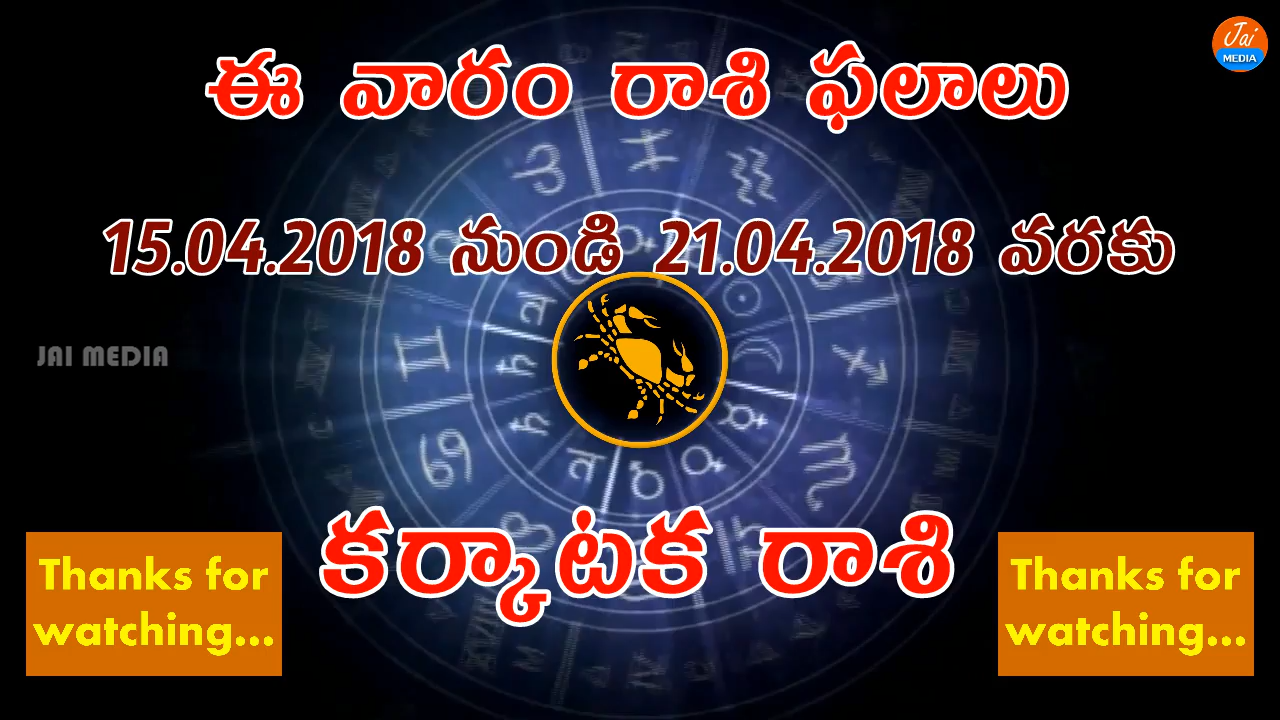 Jai
MEDIA
ఈ వారం రాశి ఫలాలు
15.04.2018 నుండి 21.04.2018 వరకు
JAI MEDIA
కర్కాటక రాశి
Thanks for
watching...
Thanks for
watching...